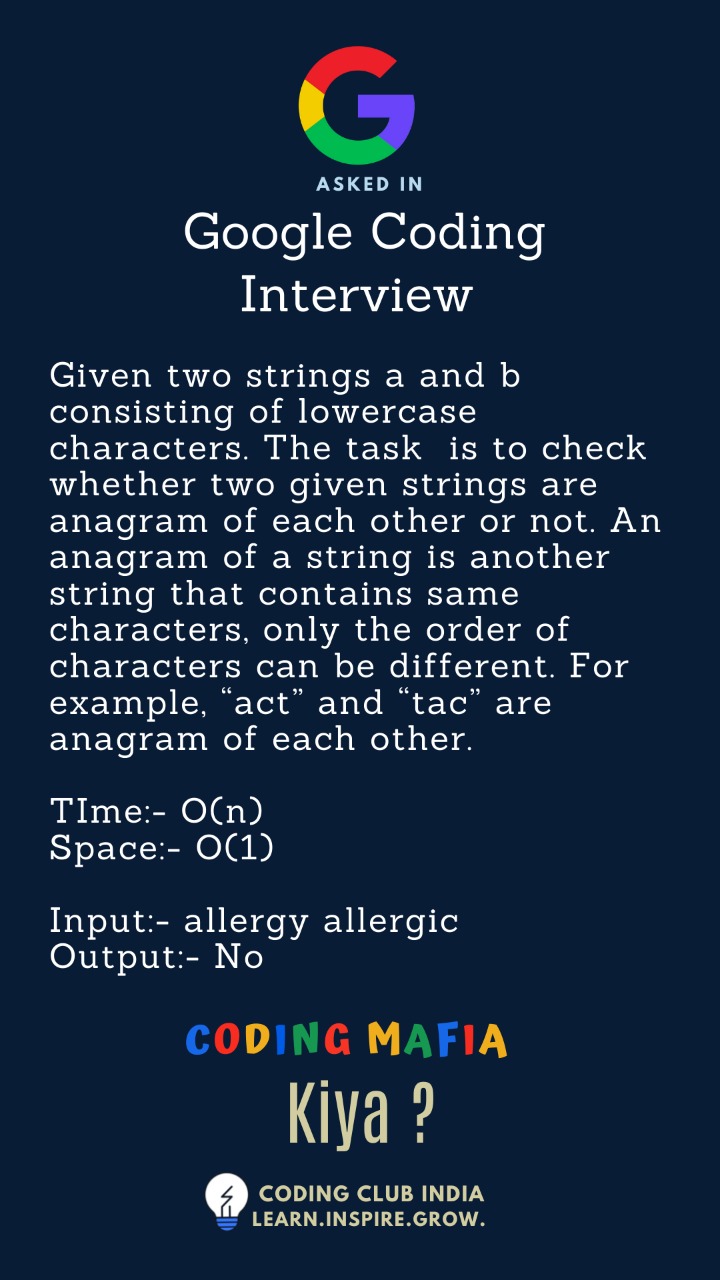 ASKED IN
Google Coding
Interview
Given two strings a and b
consisting of lowercase
characters. The task  is to check
whether two given strings are
anagram of each other or not. An
anagram of a string is another
string that contains same
characters, only the order of
characters can be different. For
example, “act” and “tac” are
anagram of each other.
TIme:- O(n)
Space:- O(1)
Input:- allergy allergic
Output:- No
CODING MAFIA
Kiya ?
CODING CLUB INDIA
LEARN.INSPIRE.GROW.